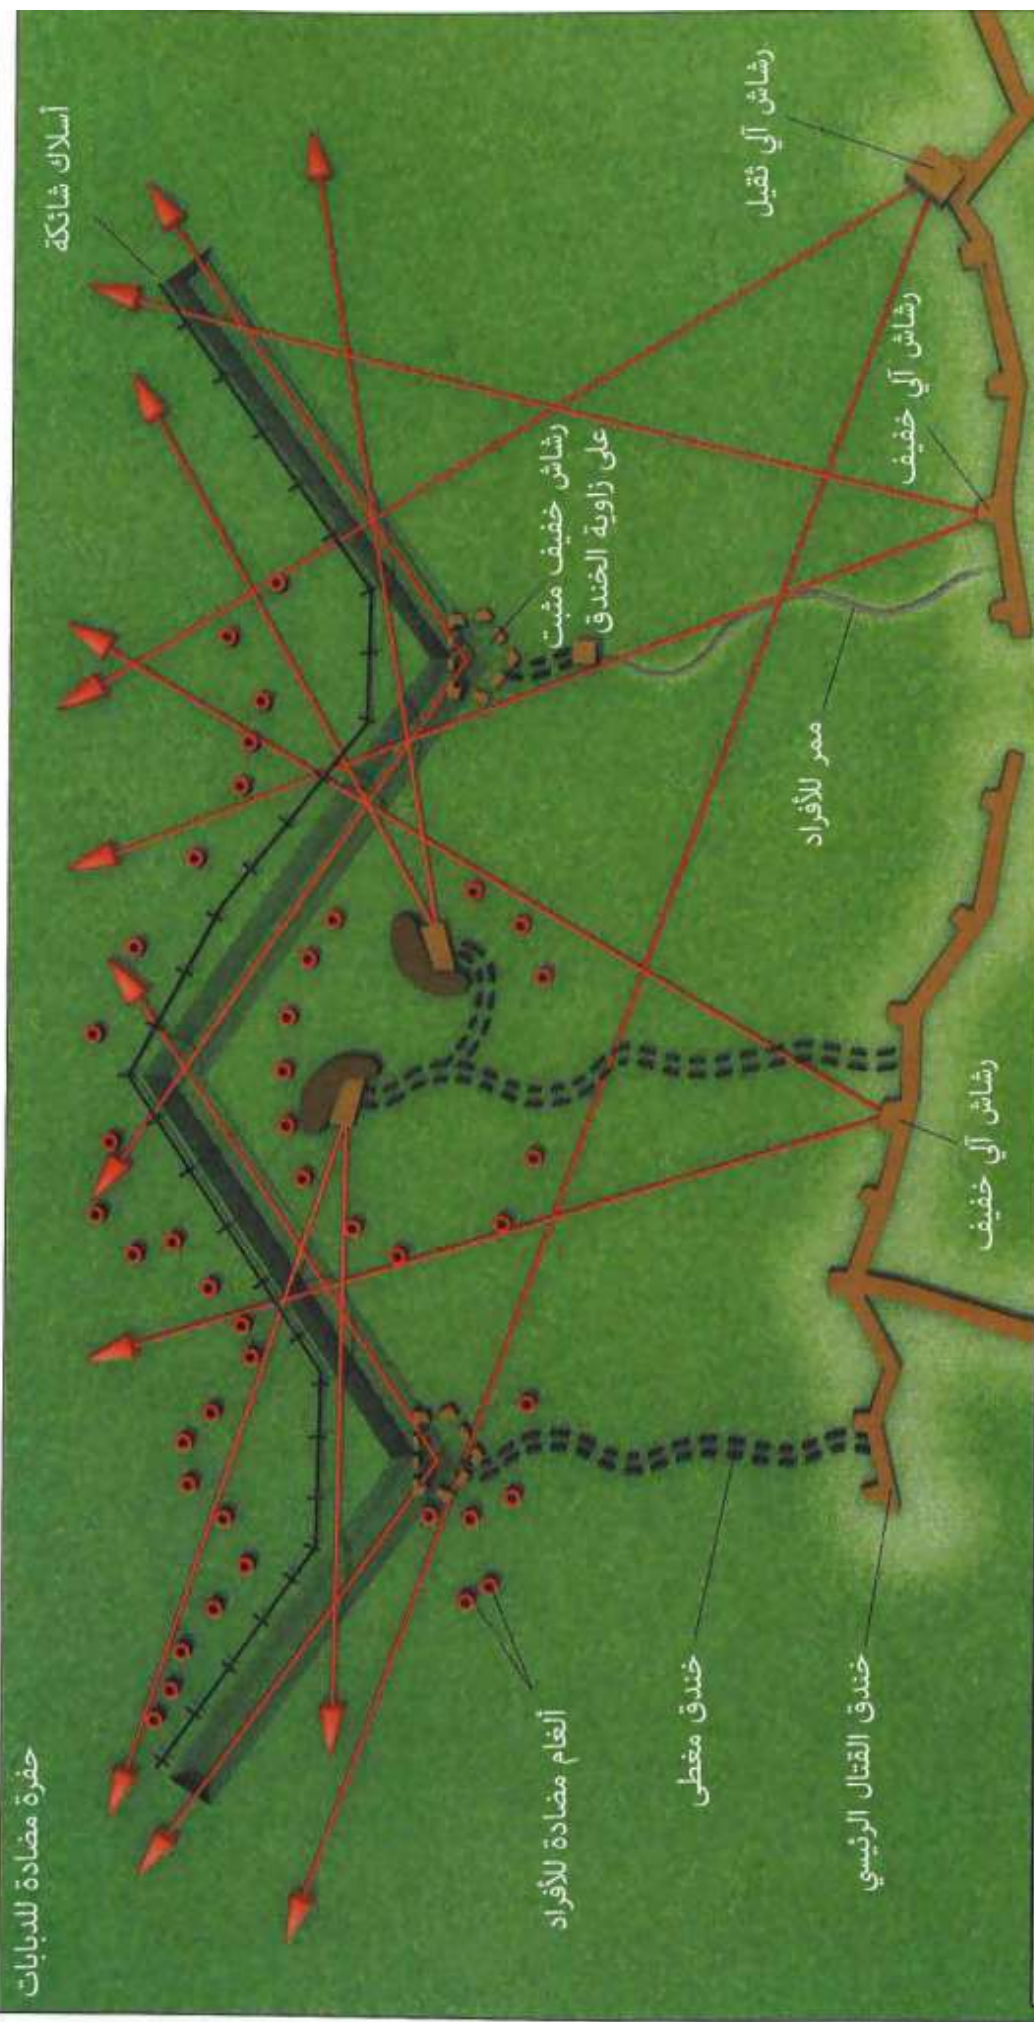 حفرة مضادة للدبابات
أسلاك شائكة
ألغام مضادة للأفراد
رشاش خفيف مثبت
على زاوية الخندق
خندق مغطى
ممر للأفراد
رشاش آلي ثقيل
خندق القتال الرئيسي
رشاش آلي خفيف
رشاش آلي خفيف